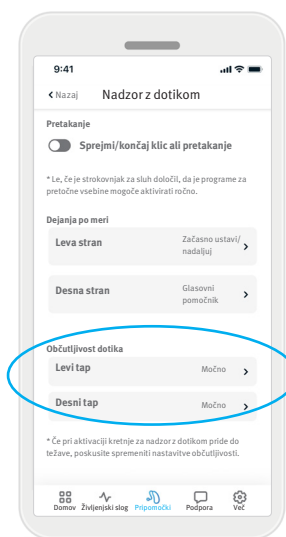 9:41
Nazaj Nadzor z dotikom
Pretakanje
Sprejmi/končaj klic ali pretakanje
* Le, če je strokovnjak za sluh določil, da je programe za
pretočne vsebine mogoče aktivirati ročno.
Dejanja po meri
Leva stran Začasno ustavi/
nadaljuj
Desna stran Glasovni
pomočnik
Občutljivost dotika
Levi tap Močno
Desni tap Močno
* Če pri aktivaciji kretnje za nadzor z dotikom pride do
težave, poskusite spremeniti nastavitve občutljivosti.
Domov Življenjski slog Pripomočki Podpora Več